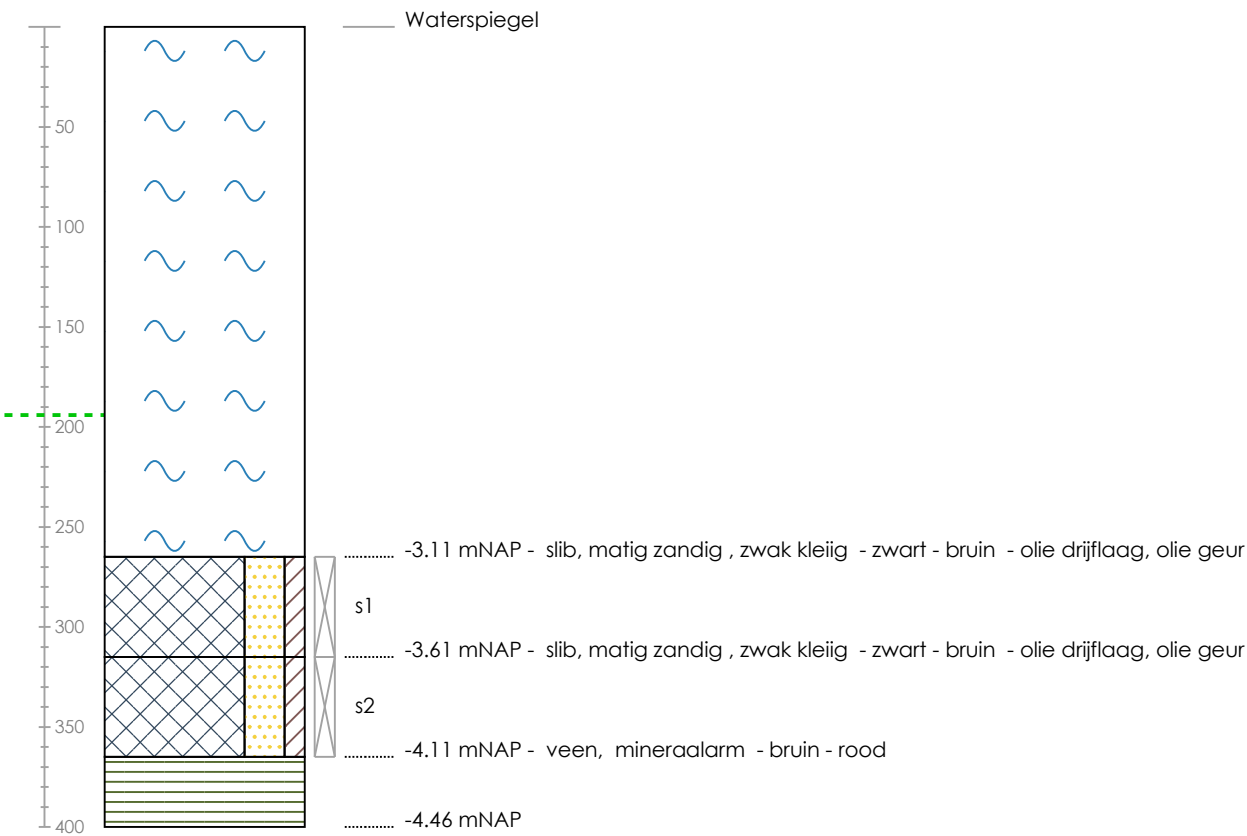 Waterspiegel
50
100
150
200
250
-3.11 mNAP - slib, matig zandig , zwak kleiig - zwart - bruin - olie drijflaag, olie geur
s1
300
-3.61 mNAP - slib, matig zandig , zwak kleiig - zwart - bruin - olie drijflaag, olie geur
s2
350
-4.11 mNAP - veen, mineraalarm - bruin - rood
400
-4.46 mNAP